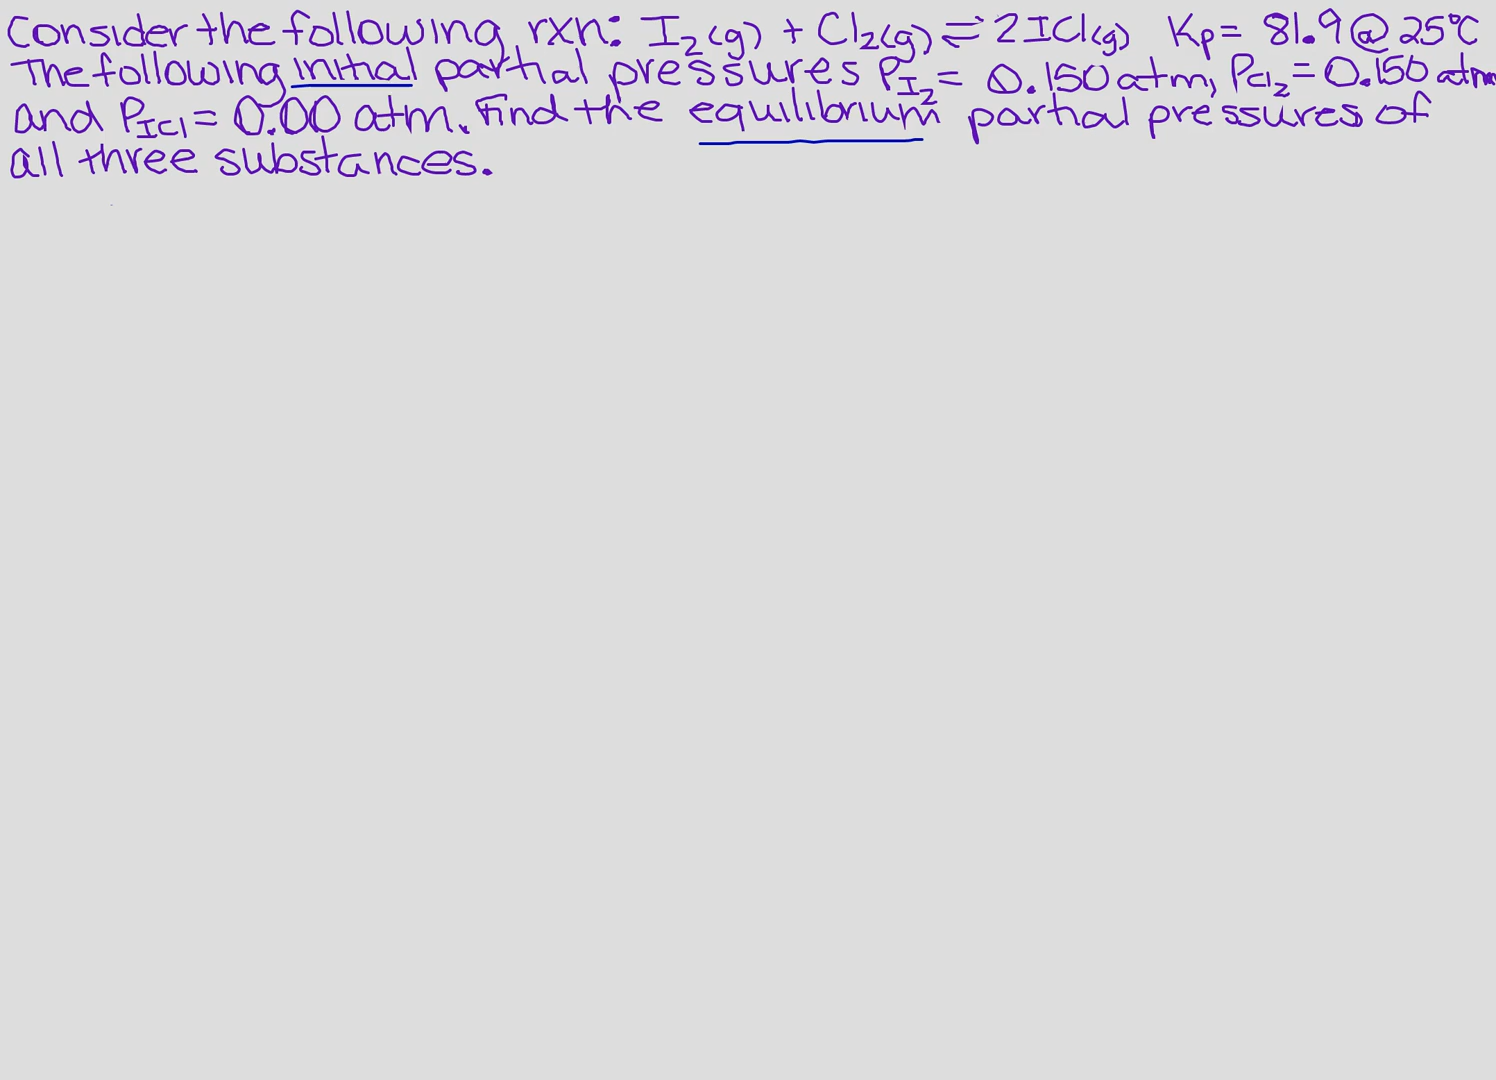 Consider the following rxn: I₂(g) + Cl₂(g) ⇌ 2ICl(g) Kp = 81.9 @ 25°C
The following initial partial pressures P_I₂ = 0.150 atm, P_Cl₂ = 0.150 atm
and P_ICl = 0.00 atm. Find the equilibrium partial pressures of
all three substances.